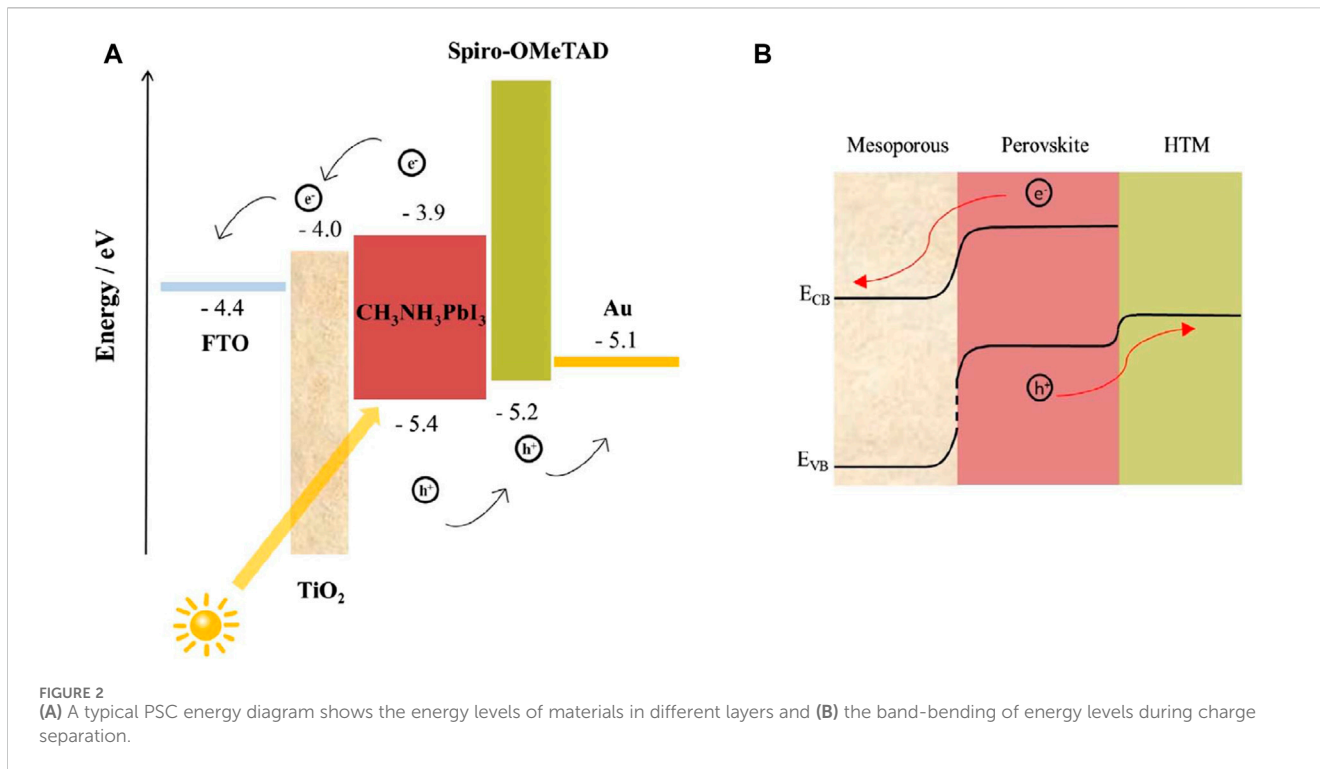 A
Spiro-OMeTAD
Energy / eV
e⁻
e⁻
- 4.0
- 3.9
- 4.4
FTO
CH₃NH₃PbI₃
Au
- 5.1
- 5.4
- 5.2
h⁺
h⁺
TiO₂
B
Mesoporous Perovskite HTM
e⁻
E_CB
h⁺
E_VB
FIGURE 2
(A) A typical PSC energy diagram shows the energy levels of materials in different layers and (B) the band-bending of energy levels during charge
separation.